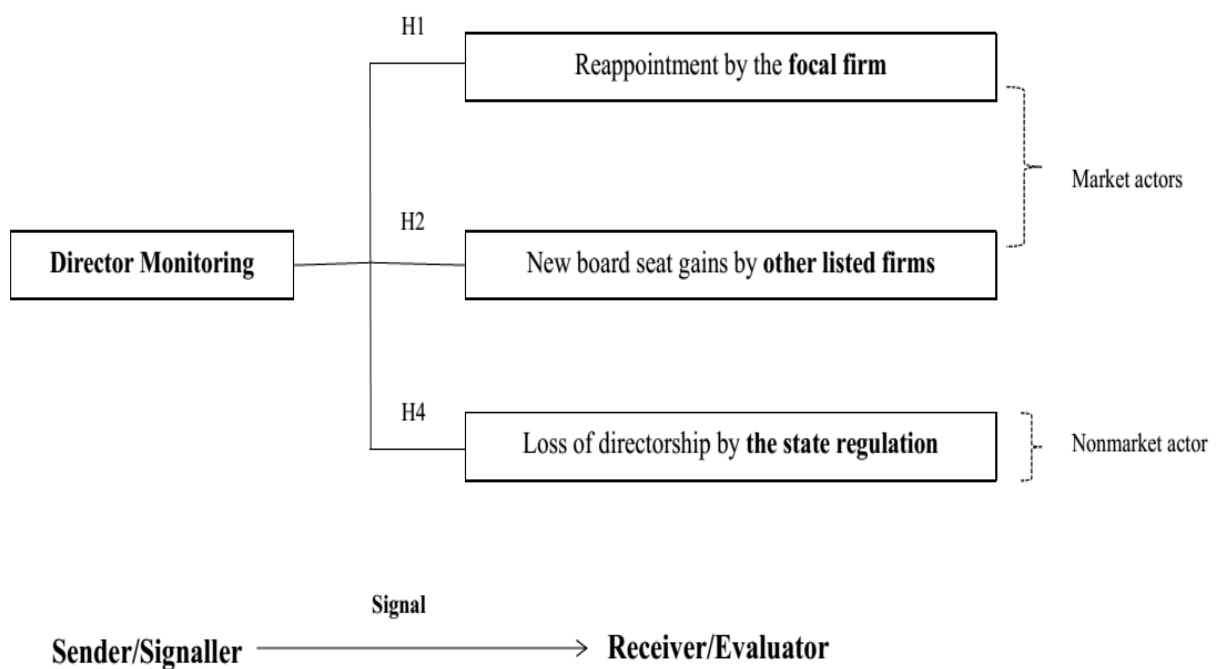 H1
Reappointment by the focal firm
Market actors
H2
Director Monitoring
New board seat gains by other listed firms
H4
Loss of directorship by the state regulation
Nonmarket actor
Signal
Sender/Signaller
Receiver/Evaluator